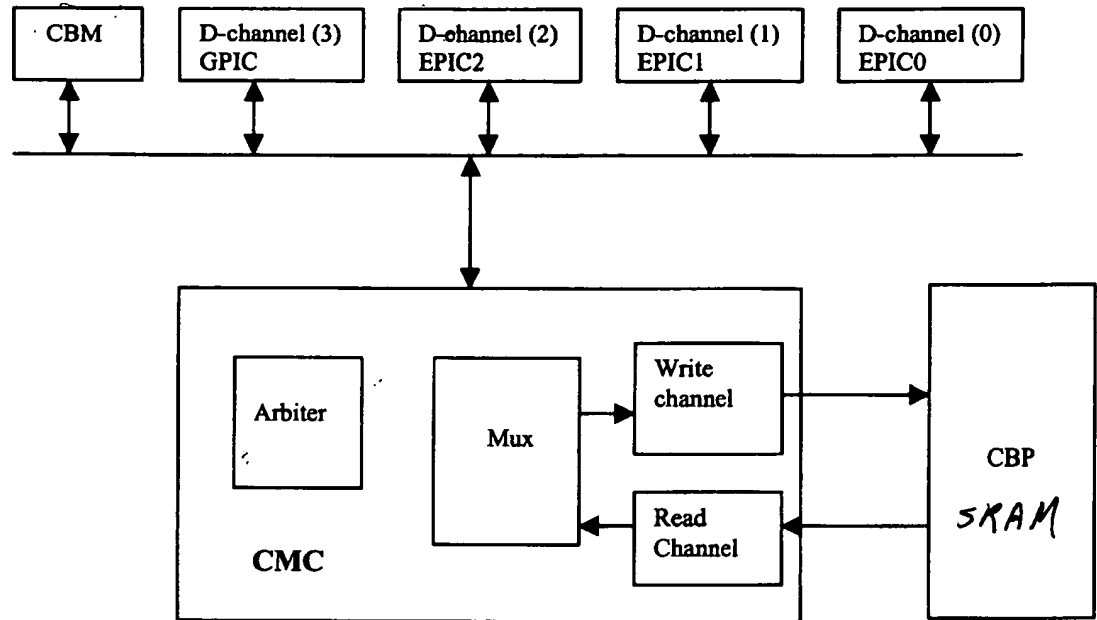 CBM
D-channel (3)
GPIC
D-channel (2)
EPIC2
D-channel (1)
EPIC1
D-channel (0)
EPIC0
Arbiter
Mux
Write
channel
Read
Channel
CMC
CBP
SRAM